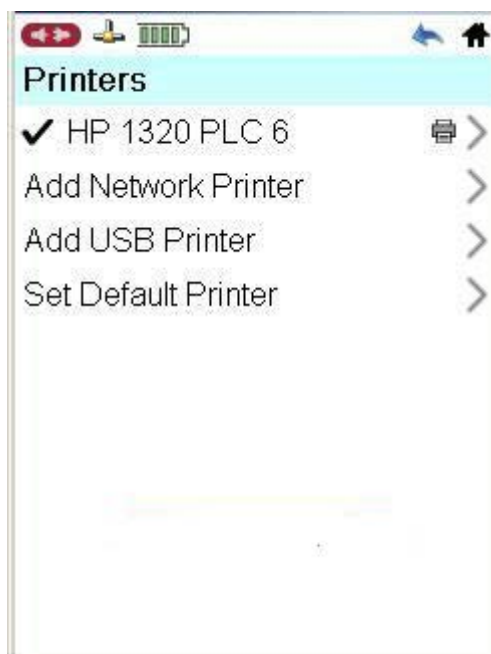 Printers
HP 1320 PLC 6
Add Network Printer
Add USB Printer
Set Default Printer